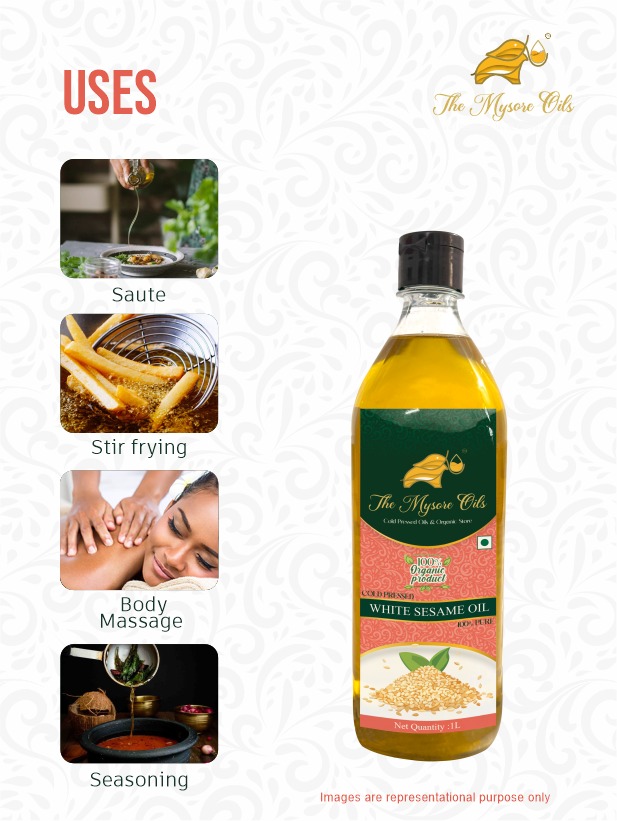 USES
The Mysore Oils
Saute
Stir frying
Body
Massage
Seasoning
The Mysore Oils
Cold Pressed Oils & Organic Store
100%
Organic
product
COLD PRESSED
WHITE SESAME OIL
100% PURE
Net Quantity : 1L
Images are representational purpose only